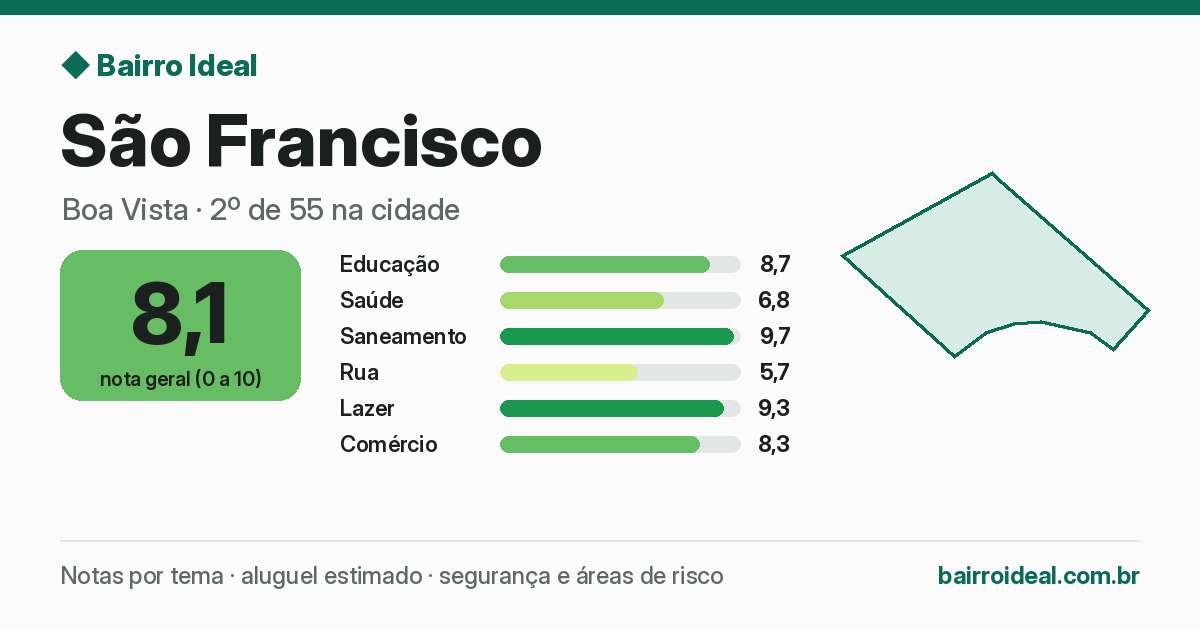 Bairro Ideal
São Francisco
Boa Vista · 2º de 55 na cidade
8,1
nota geral (0 a 10)
Educação 8,7
Saúde 6,8
Saneamento 9,7
Rua 5,7
Lazer 9,3
Comércio 8,3
Notas por tema · aluguel estimado · segurança e áreas de risco
bairroideal.com.br